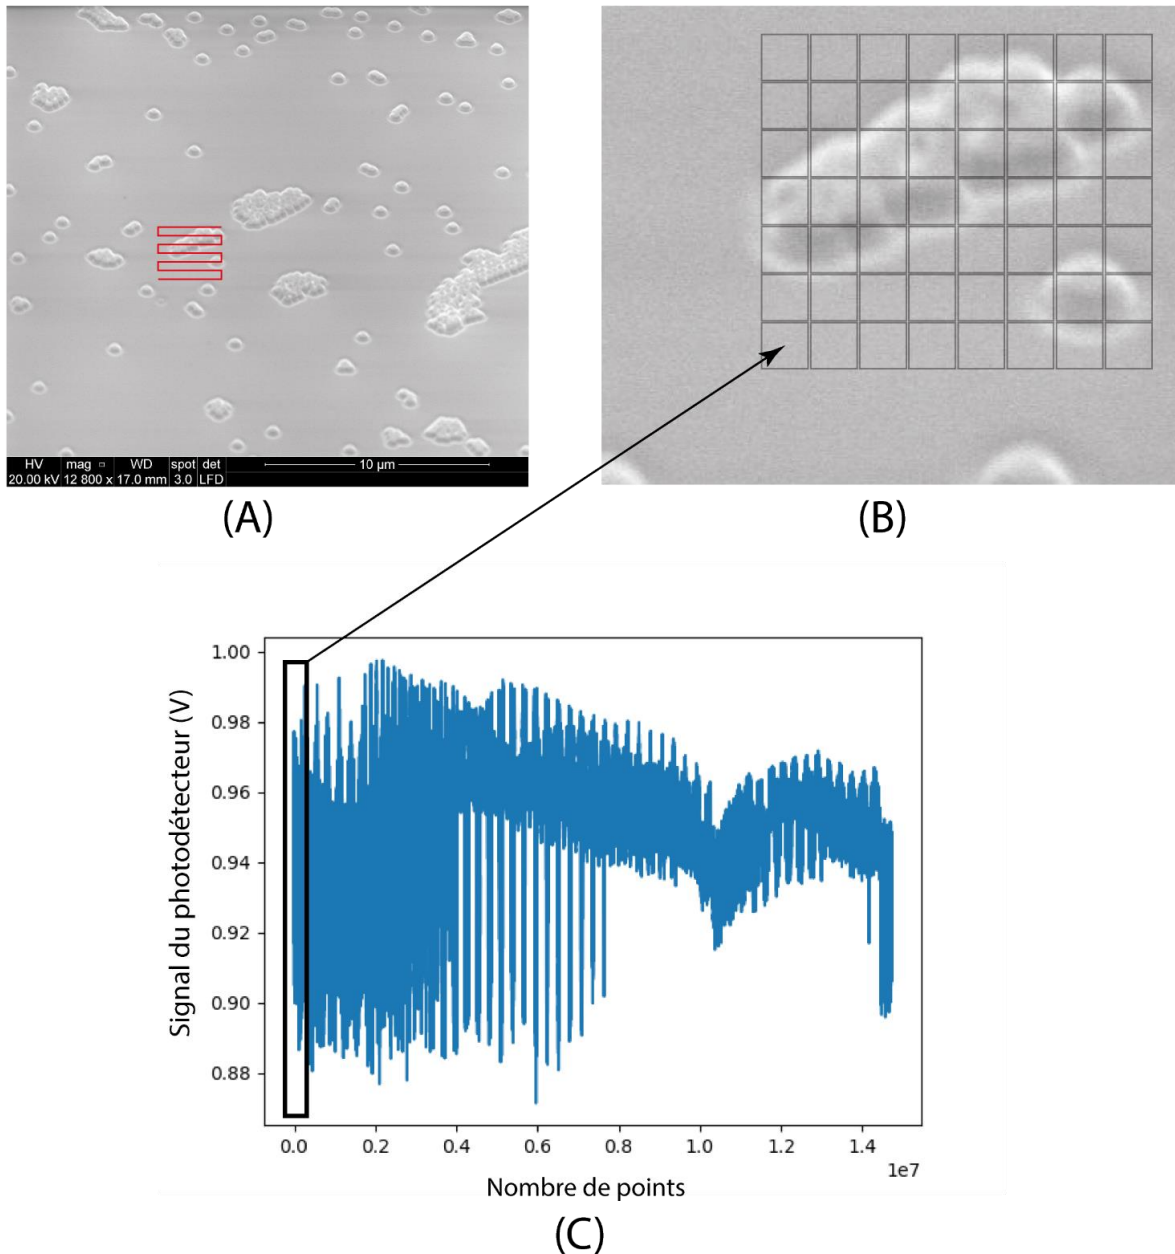 HV mag □ WD spot det
20.00 kV 12 800 x 17.0 mm 3.0 LFD
10 µm
(A)
(B)
1.00
0.98
0.96
0.94
0.92
0.90
0.88
Signal du photodétecteur (V)
0.0 0.2 0.4 0.6 0.8 1.0 1.2 1.4
1e7
Nombre de points
(C)